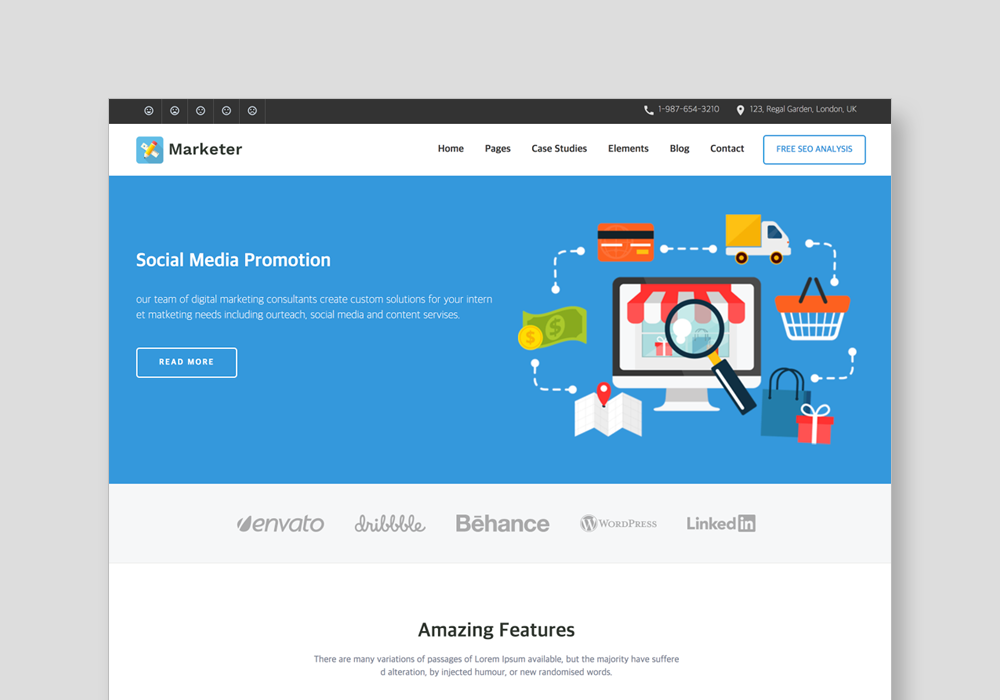 1-987-654-3210
123, Regal Garden, London, UK
Marketer
Home Pages Case Studies Elements Blog Contact FREE SEO ANALYSIS
Social Media Promotion
our team of digital marketing consultants create custom solutions for your intern
et matketing needs including ourteach, social media and content servises.
READ MORE
$
$
envato dribbble Bēhance WORDPRESS Linked in
Amazing Features
There are many variations of passages of Lorem Ipsum available, but the majority have suffere
d alteration, by injected humour, or new randomised words.